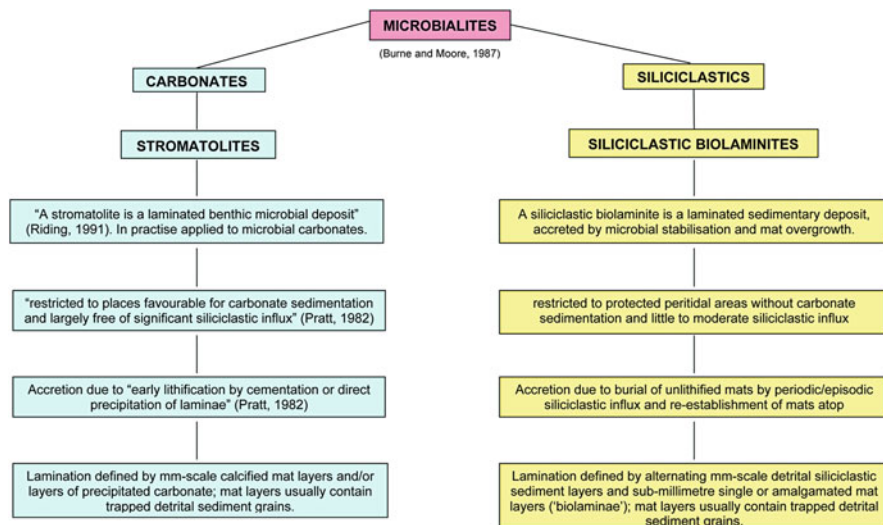 MICROBIALITES
(Burne and Moore, 1987)
CARBONATES
STROMATOLITES
“A stromatolite is a laminated benthic microbial deposit”
(Riding, 1991). In practise applied to microbial carbonates.
“restricted to places favourable for carbonate sedimentation
and largely free of significant siliciclastic influx” (Pratt, 1982)
Accretion due to “early lithification by cementation or direct
precipitation of laminae” (Pratt, 1982)
Lamination defined by mm-scale calcified mat layers and/or
layers of precipitated carbonate; mat layers usually contain
trapped detrital sediment grains.
SILICICLASTICS
SILICICLASTIC BIOLAMINITES
A siliciclastic biolaminite is a laminated sedimentary deposit,
accreted by microbial stabilisation and mat overgrowth.
restricted to protected peritidal areas without carbonate
sedimentation and little to moderate siliciclastic influx
Accretion due to burial of unlithified mats by periodic/episodic
siliciclastic influx and re-establishment of mats atop
Lamination defined by alternating mm-scale detrital siliciclastic
sediment layers and sub-millimetre single or amalgamated mat
layers (‘biolaminae’); mat layers usually contain trapped detrital
sediment grains.